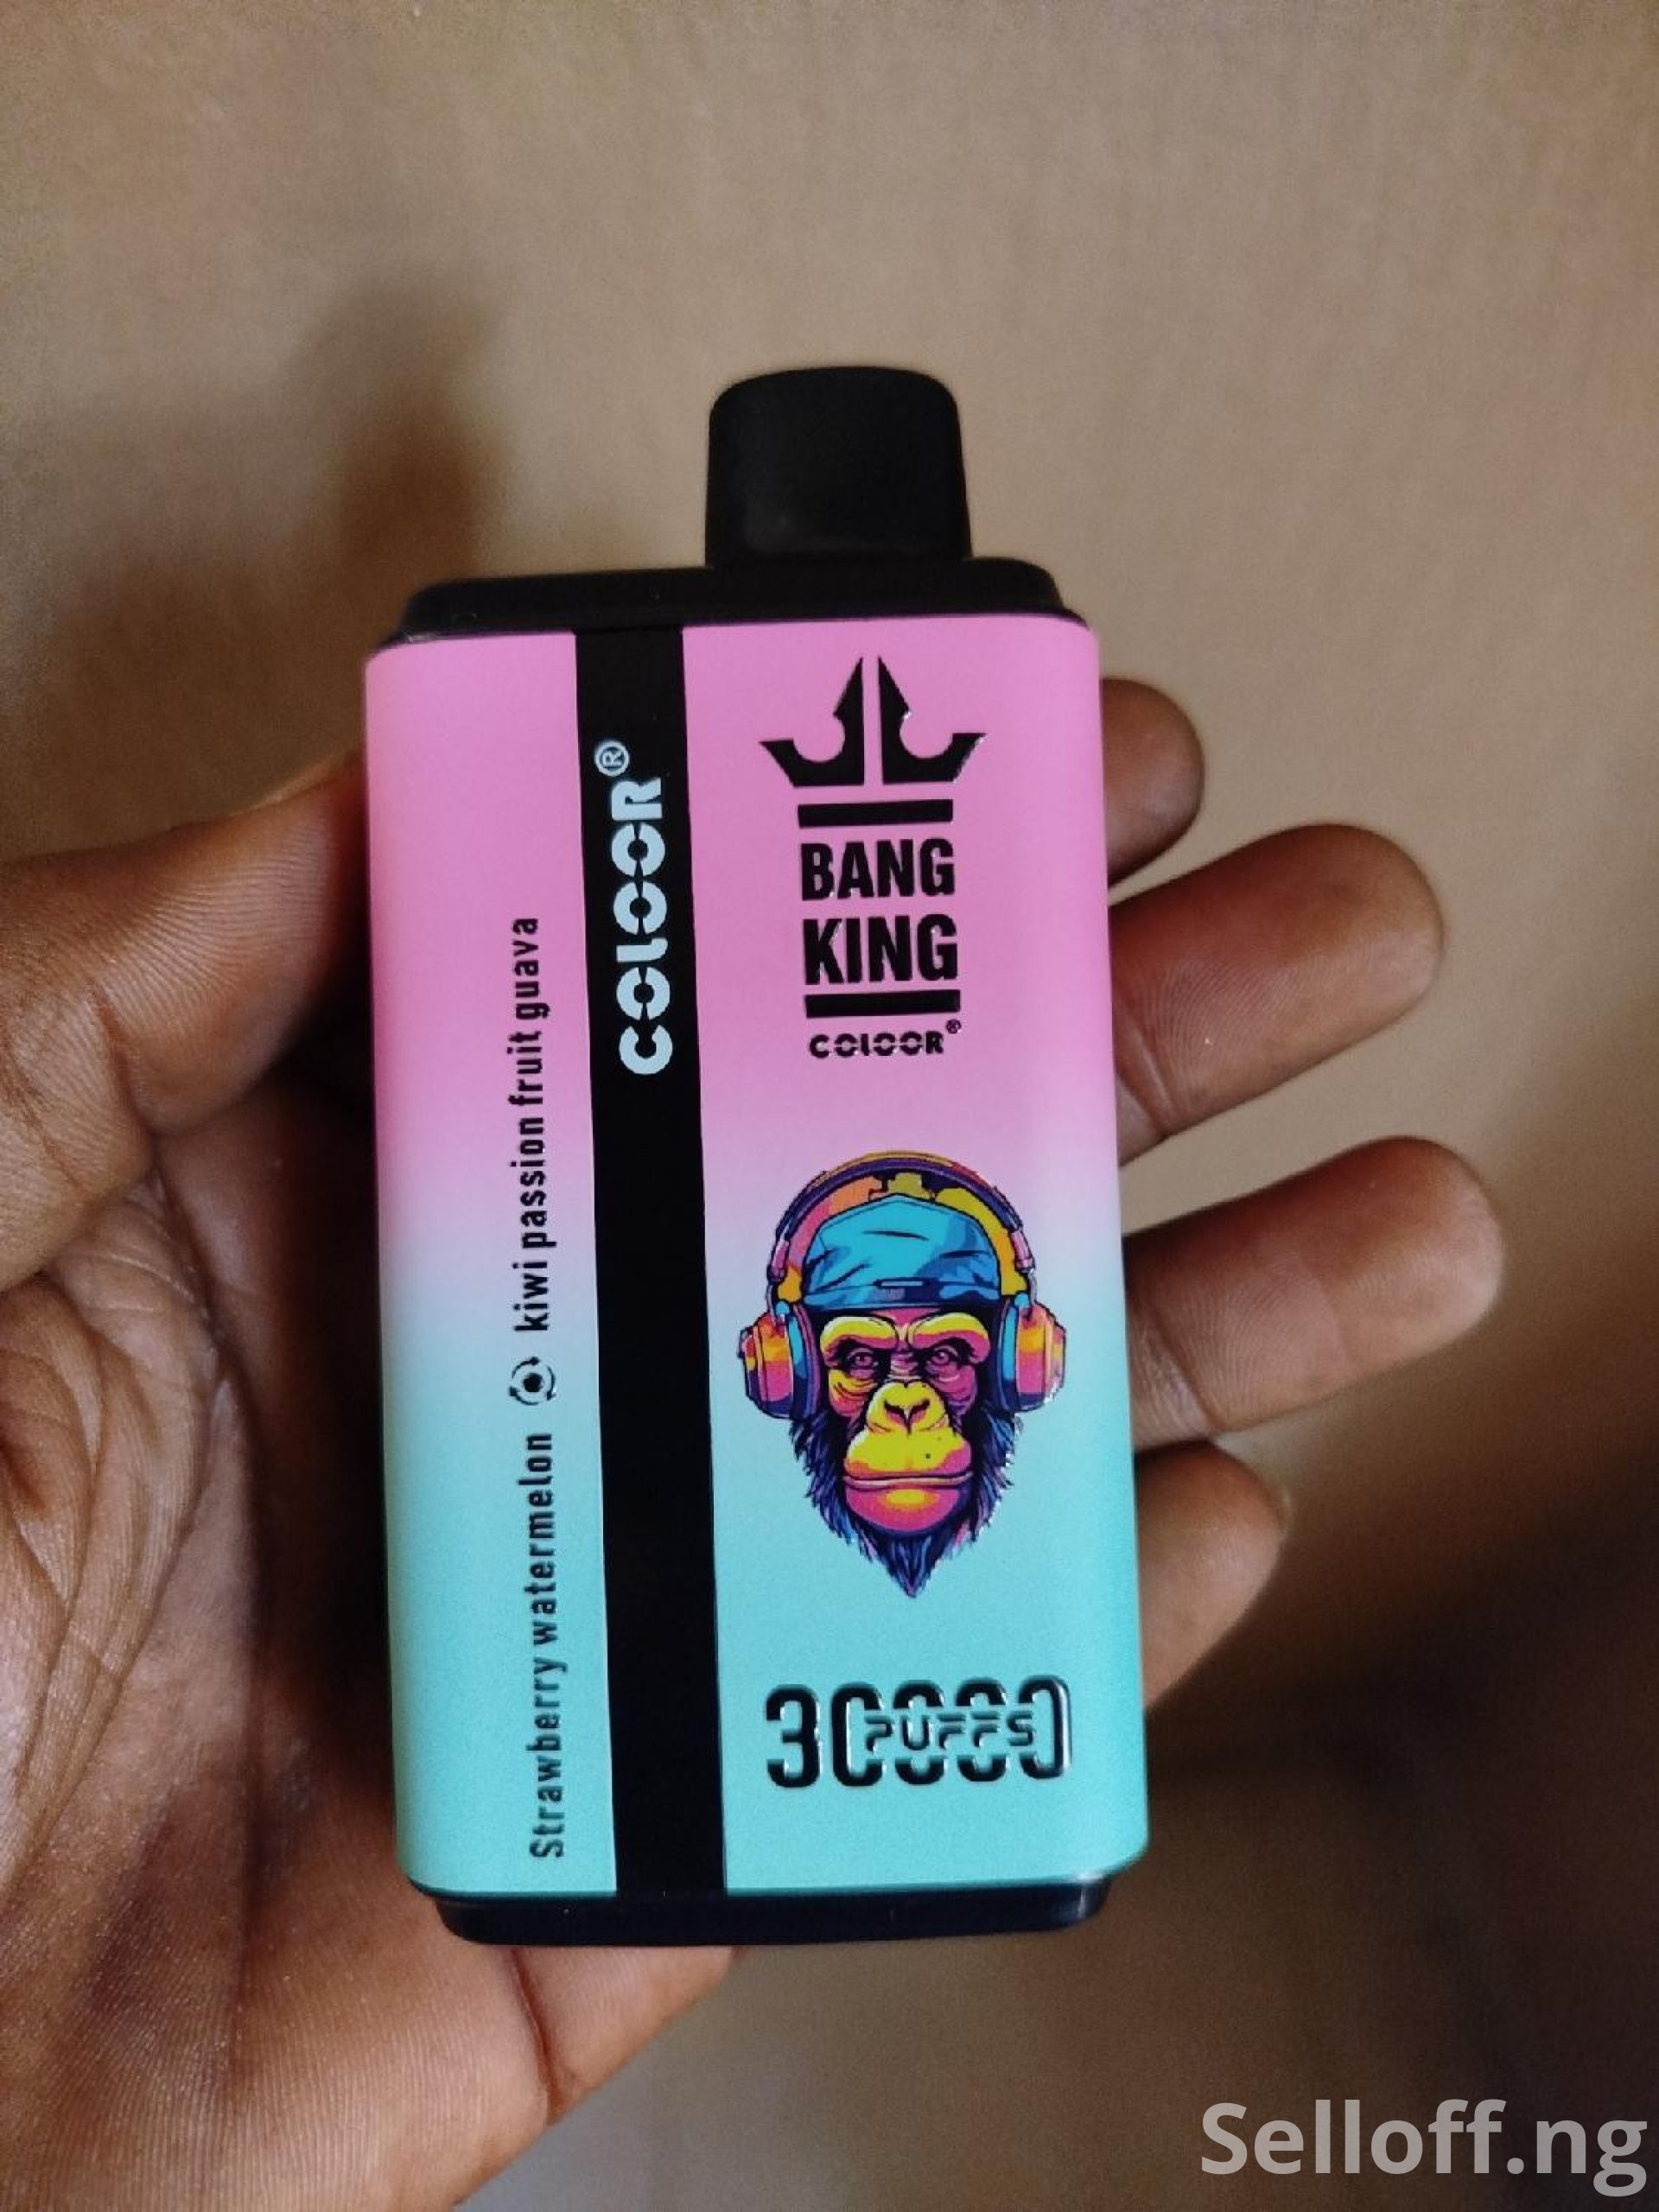 BANG
KING
COLOOR®
30000
PUFFS
COLOOR®
Strawberry watermelon kiwi passion fruit guava
Selloff.ng